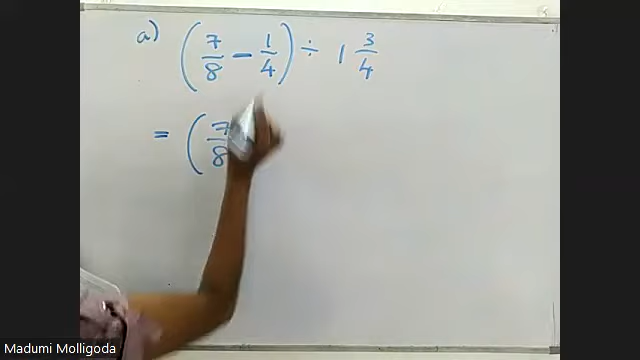 a) (7/8 - 1/4) ÷ 1 3/4
= (7/8
Madumi Molligoda